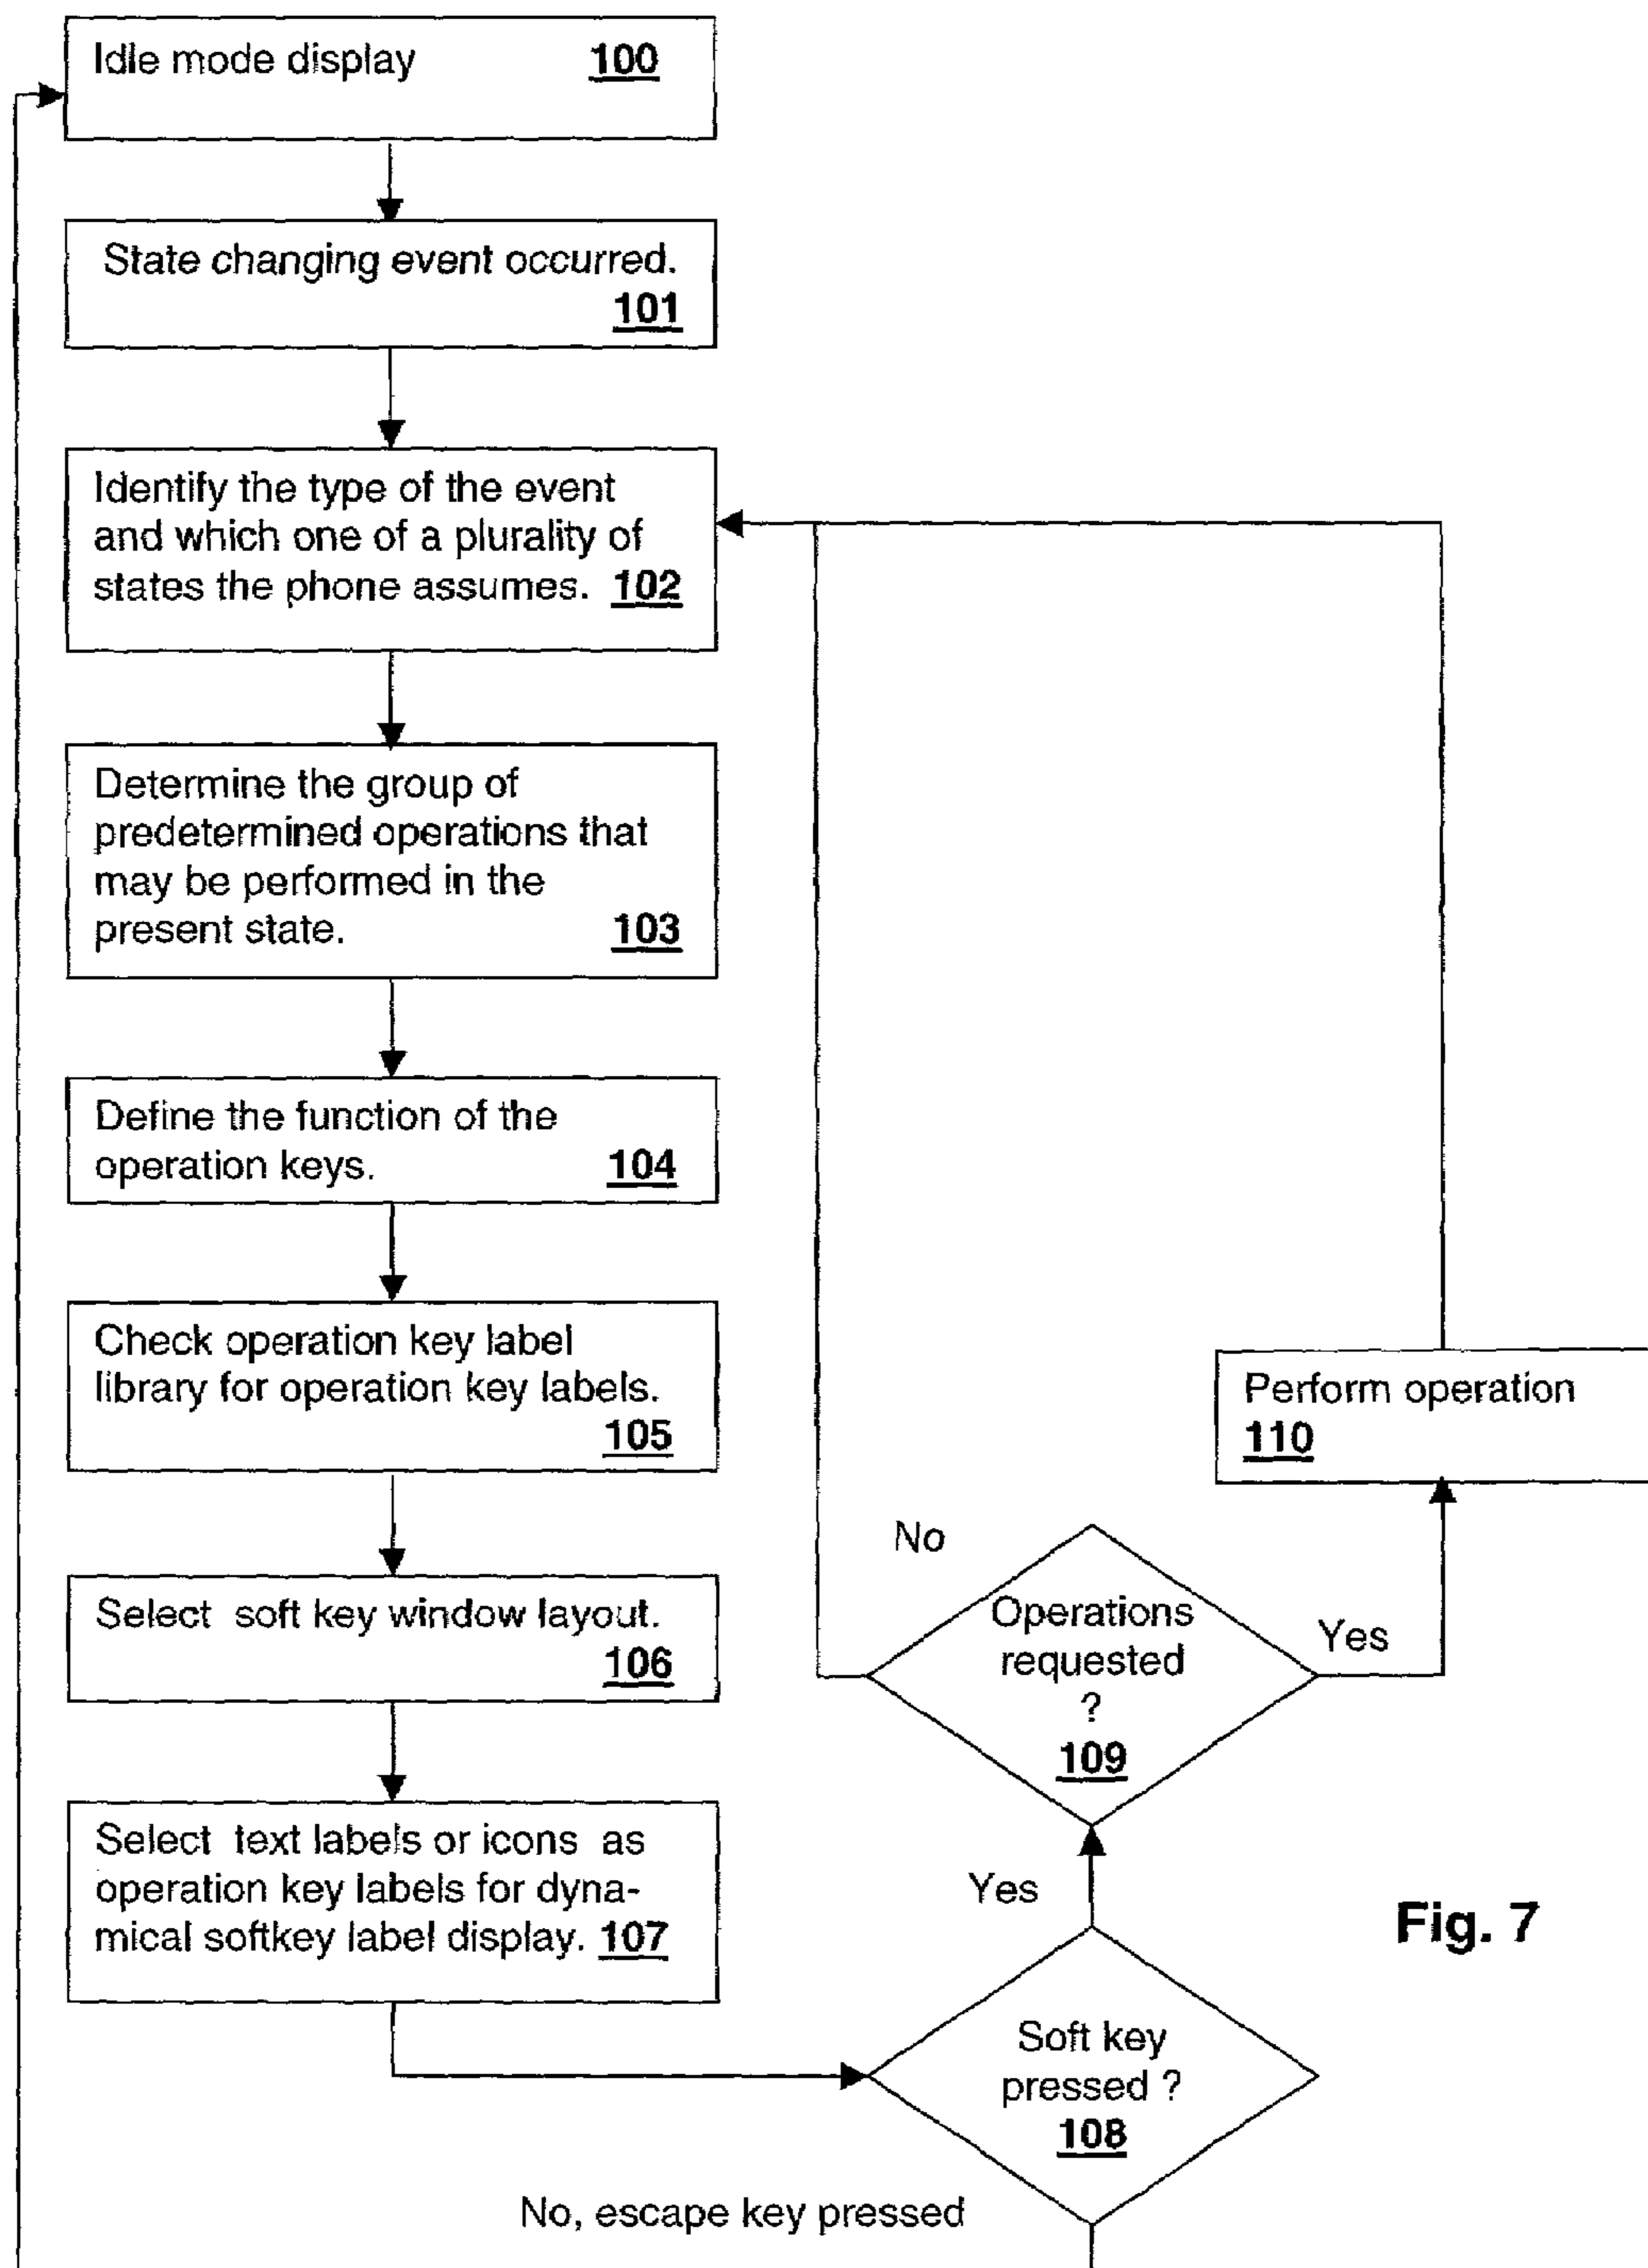 Idle mode display 100
State changing event occurred.
101
Identify the type of the event
and which one of a plurality of
states the phone assumes. 102
Determine the group of
predetermined operations that
may be performed in the
present state. 103
Define the function of the
operation keys. 104
Check operation key label
library for operation key labels.
105
Select soft key window layout.
106
Select text labels or icons as
operation key labels for dyna-
mical softkey label display. 107
Soft key
pressed ?
108
No, escape key pressed
Yes
Operations
requested
?
109
No
Yes
Perform operation
110
Fig. 7